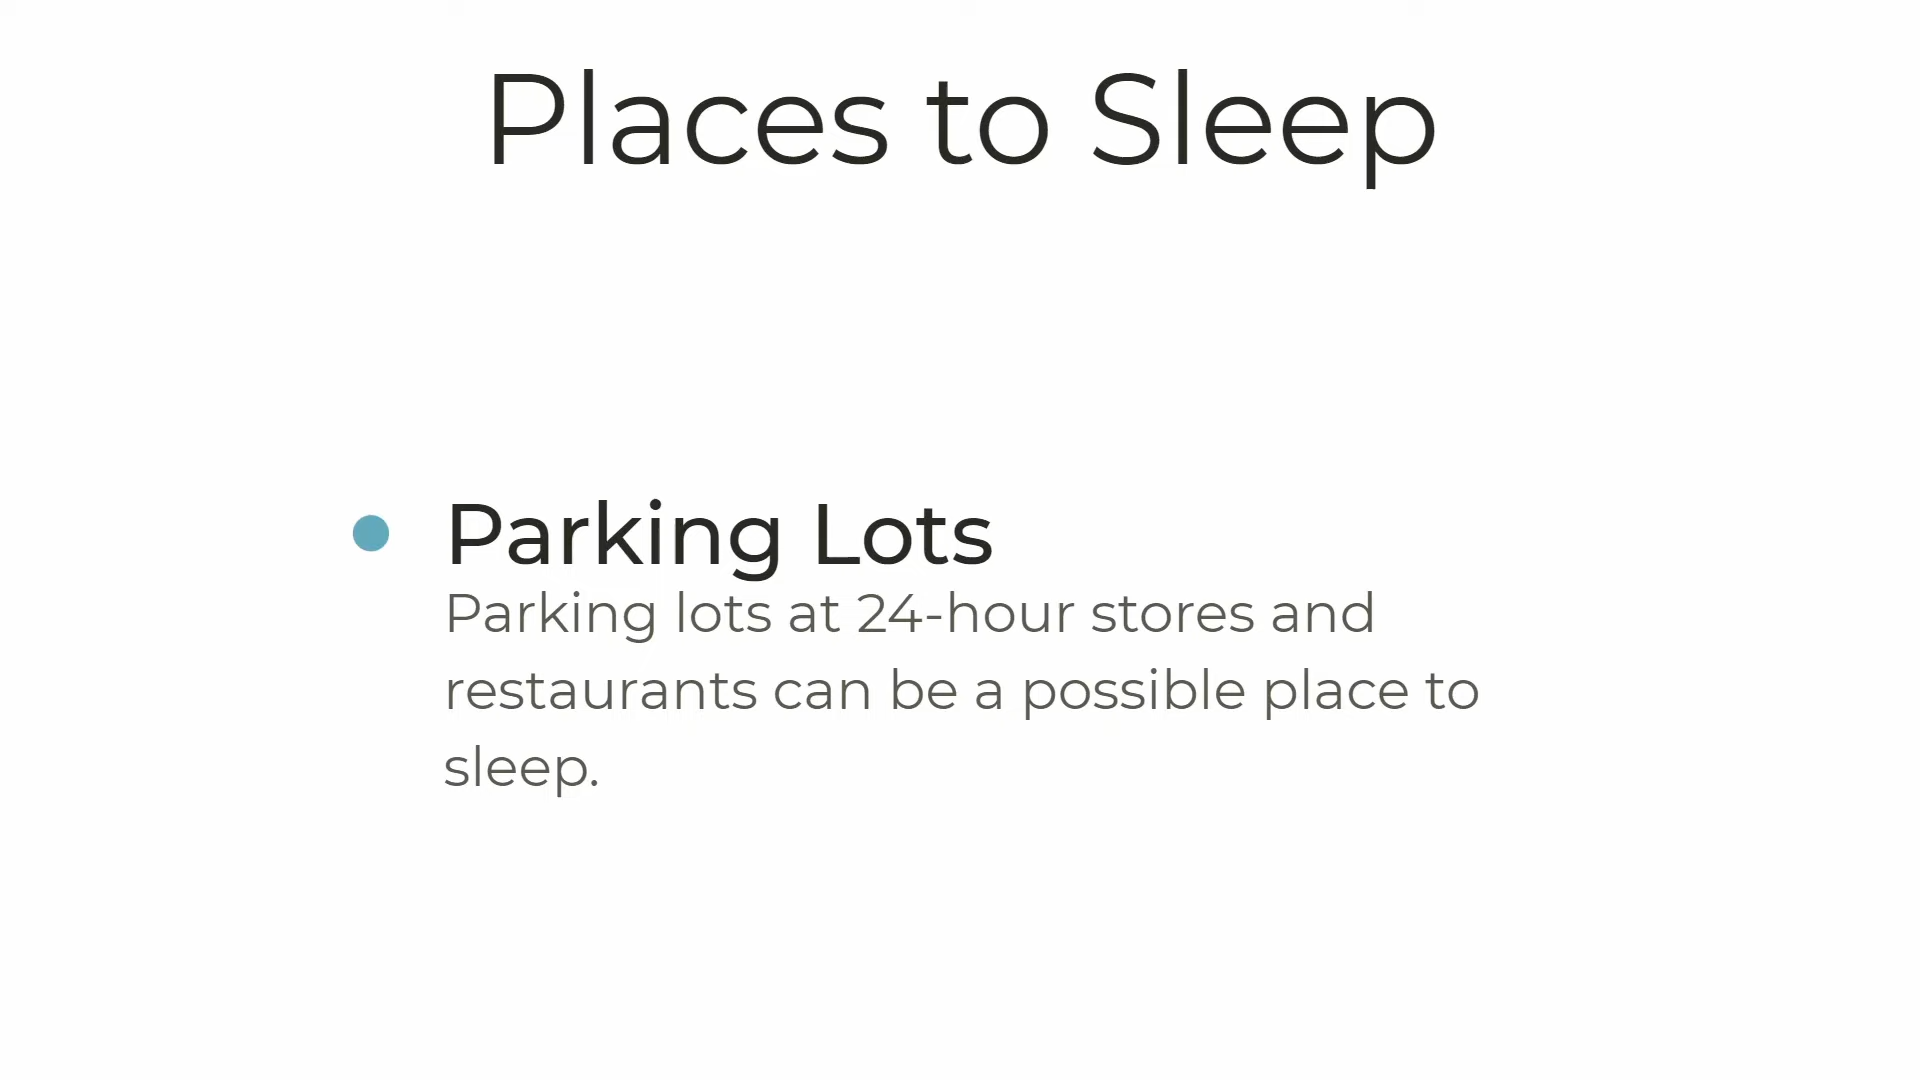 Places to Sleep
Parking Lots
Parking lots at 24-hour stores and
restaurants can be a possible place to
sleep.